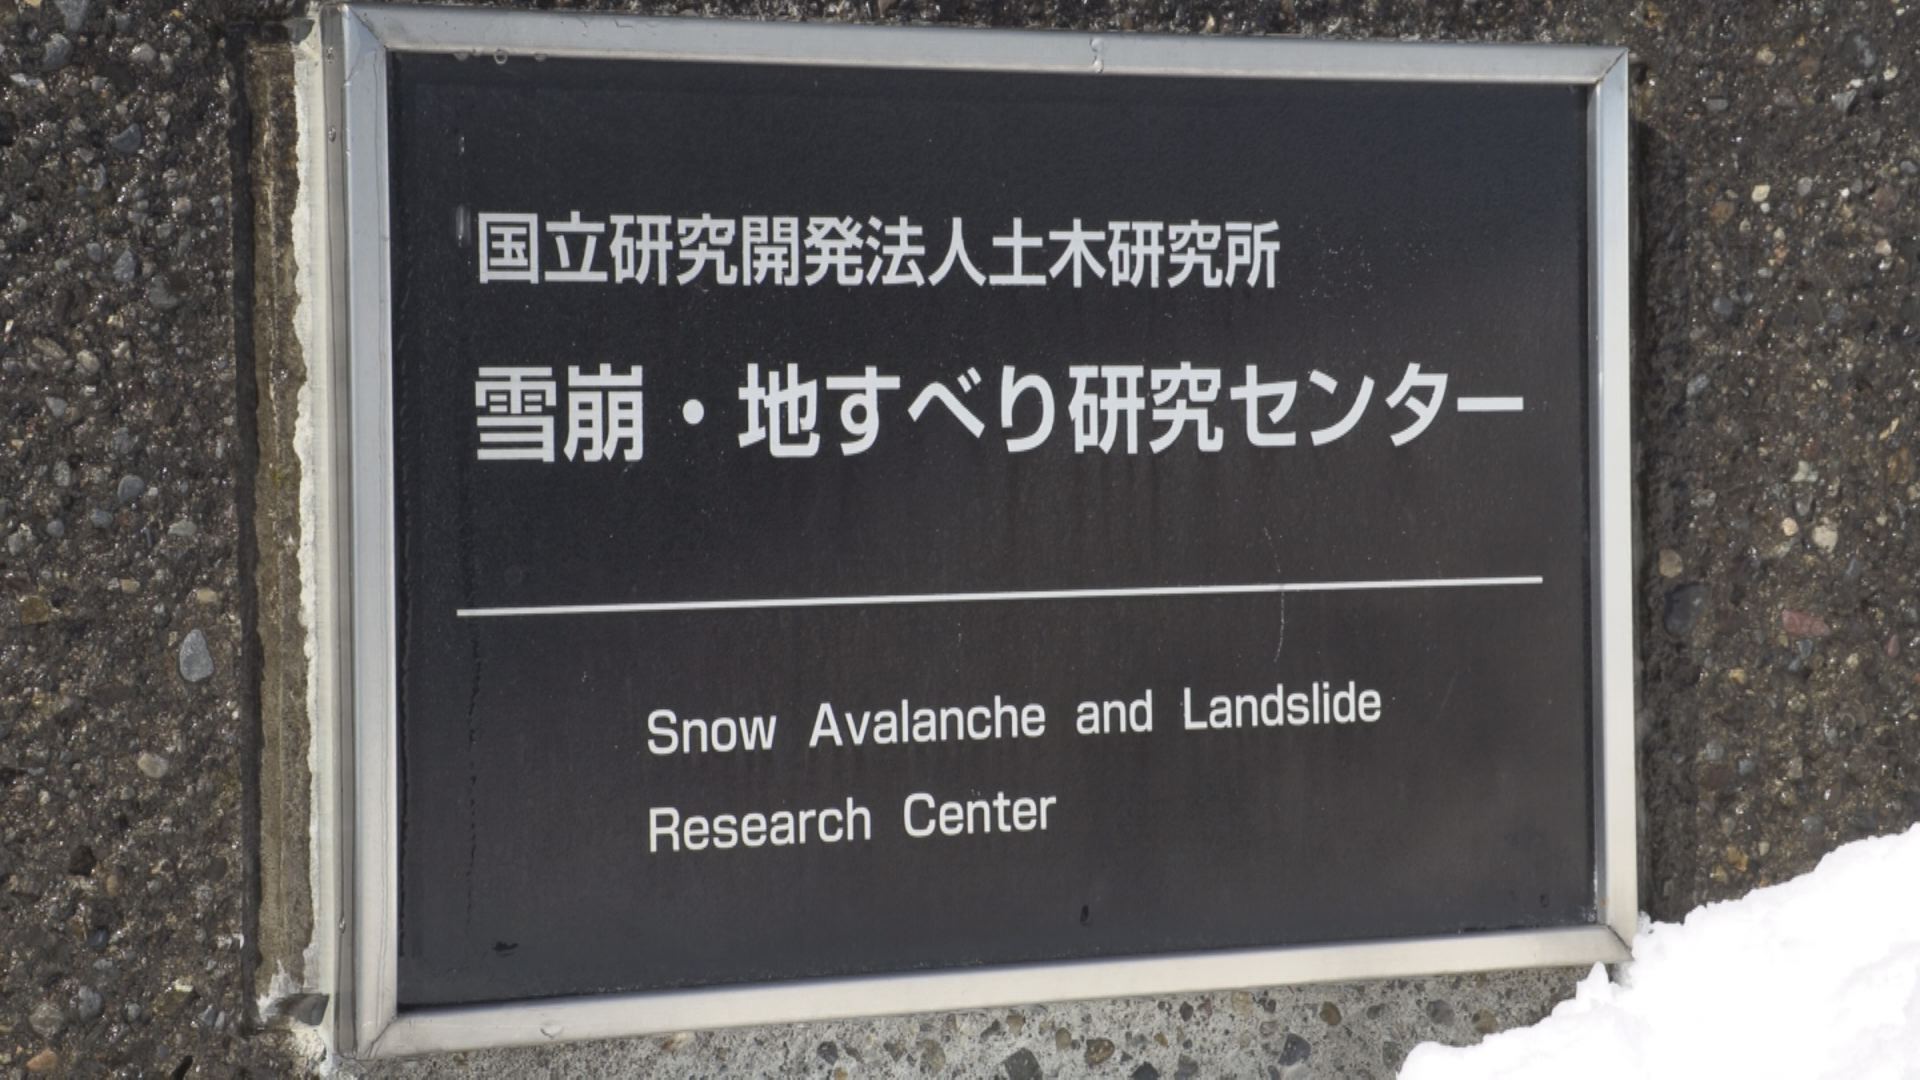 国立研究開発法人土木研究所
雪崩・地すべり研究センター
Snow Avalanche and Landslide
Research Center